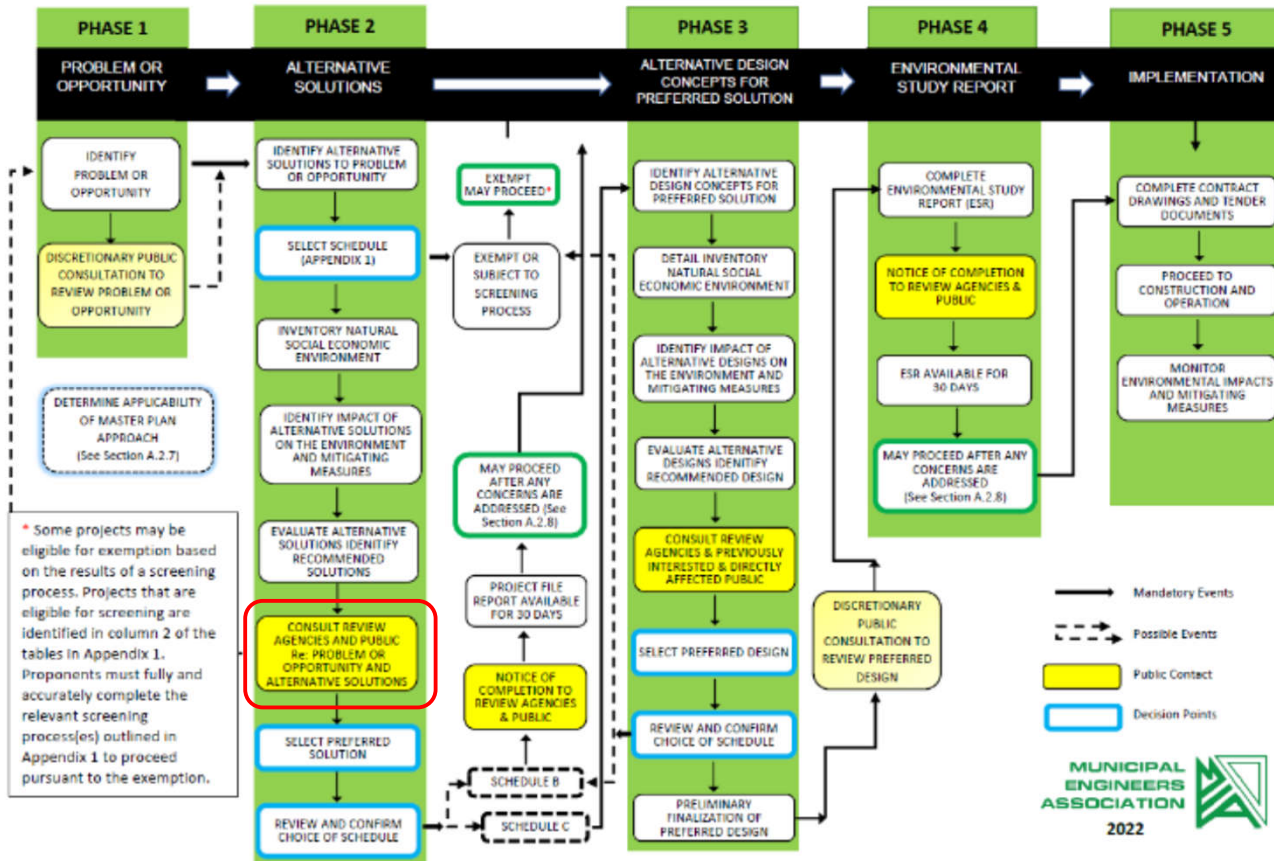 PHASE 1
PROBLEM OR
OPPORTUNITY
IDENTIFY
PROBLEM OR
OPPORTUNITY
DISCRETIONARY PUBLIC
CONSULTATION TO
REVIEW PROBLEM OR
OPPORTUNITY
DETERMINE APPLICABILITY
OF MASTER PLAN
APPROACH
(See Section A.2.7)
* Some projects may be
eligible for exemption based
on the results of a screening
process. Projects that are
eligible for screening are
identified in column 2 of the
tables in Appendix 1.
Proponents must fully and
accurately complete the
relevant screening
process(es) outlined in
Appendix 1 to proceed
pursuant to the exemption.
PHASE 2
ALTERNATIVE
SOLUTIONS
IDENTIFY ALTERNATIVE
SOLUTIONS TO PROBLEM
OR OPPORTUNITY
SELECT SCHEDULE
(APPENDIX 1)
INVENTORY NATURAL
SOCIAL ECONOMIC
ENVIRONMENT
IDENTIFY IMPACT OF
ALTERNATIVE SOLUTIONS
ON THE ENVIRONMENT
AND MITIGATING
MEASURES
EVALUATE ALTERNATIVE
SOLUTIONS IDENTIFY
RECOMMENDED
SOLUTIONS
CONSULT REVIEW
AGENCIES AND PUBLIC
Re: PROBLEM OR
OPPORTUNITY AND
ALTERNATIVE SOLUTIONS
SELECT PREFERRED
SOLUTION
REVIEW AND CONFIRM
CHOICE OF SCHEDULE
EXEMPT
MAY PROCEED*
EXEMPT OR
SUBJECT TO
SCREENING
PROCESS
MAY PROCEED
AFTER ANY
CONCERNS ARE
ADDRESSED (See
Section A.2.8)
PROJECT FILE
REPORT AVAILABLE
FOR 30 DAYS
NOTICE OF
COMPLETION TO
REVIEW AGENCIES
& PUBLIC
SCHEDULE B
SCHEDULE C
PHASE 3
ALTERNATIVE DESIGN
CONCEPTS FOR
PREFERRED SOLUTION
IDENTIFY ALTERNATIVE
DESIGN CONCEPTS FOR
PREFERRED SOLUTION
DETAIL INVENTORY
NATURAL SOCIAL
ECONOMIC ENVIRONMENT
IDENTIFY IMPACT OF
ALTERNATIVE DESIGNS ON
THE ENVIRONMENT AND
MITIGATING MEASURES
EVALUATE ALTERNATIVE
DESIGNS IDENTIFY
RECOMMENDED DESIGN
CONSULT REVIEW
AGENCIES & PREVIOUSLY
INTERESTED & DIRECTLY
AFFECTED PUBLIC
SELECT PREFERRED DESIGN
REVIEW AND CONFIRM
CHOICE OF SCHEDULE
PRELIMINARY
FINALIZATION OF
PREFERRED DESIGN
DISCRETIONARY
PUBLIC
CONSULTATION TO
REVIEW PREFERRED
DESIGN
PHASE 4
ENVIRONMENTAL
STUDY REPORT
COMPLETE
ENVIRONMENTAL STUDY
REPORT (ESR)
NOTICE OF COMPLETION
TO REVIEW AGENCIES &
PUBLIC
ESR AVAILABLE FOR
30 DAYS
MAY PROCEED AFTER ANY
CONCERNS ARE
ADDRESSED
(See Section A.2.8)
PHASE 5
IMPLEMENTATION
COMPLETE CONTRACT
DRAWINGS AND TENDER
DOCUMENTS
PROCEED TO
CONSTRUCTION AND
OPERATION
MONITOR
ENVIRONMENTAL IMPACTS
AND MITIGATING
MEASURES
Mandatory Events
Possible Events
Public Contact
Decision Points
MUNICIPAL
ENGINEERS
ASSOCIATION
2022